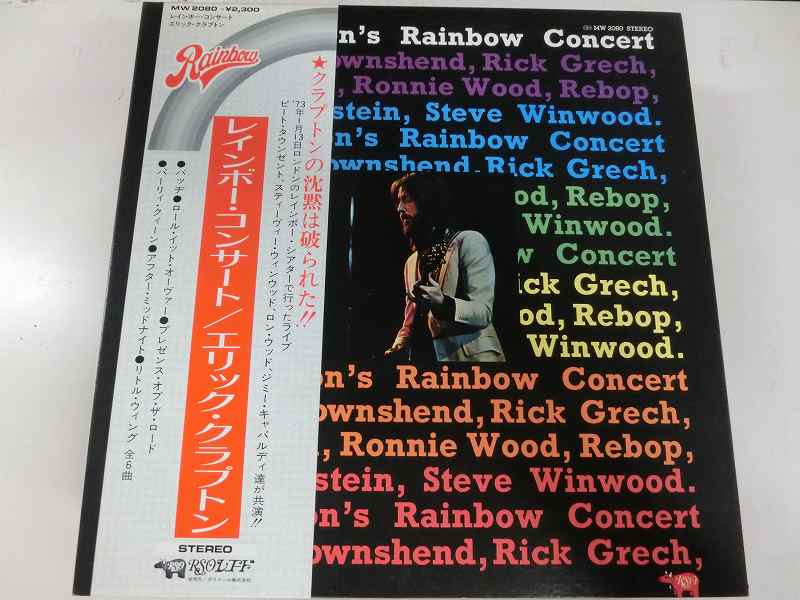 MW 2080 -¥2,300
レインボー・コンサート
エリック・クラプトン
Rainbow
★クラプトンの沈黙は破られた!!
'73年1月13日ロンドンのレインボー・シアターで行ったライブ
ピート・タウンゼント、スティーヴィー・ウィンウッド、ロン・ウッド、ジミー・キャパルディ達が共演!!
レインボー・コンサート/エリック・クラプトン
●バッヂ●ロール・イット・オーヴァー●プレゼンス・オブ・ザ・ロード
●パーリィ・クィーン●アフター・ミッドナイト●リトル・ウィング 全6曲
STEREO
RSO
MW 2080 STEREO
n's Rainbow Concert
ownshend, Rick Grech,
, Ronnie Wood, Rebop,
stein, Steve Winwood.
n's Rainbow Concert
ownshend, Rick Grech,
od, Rebop,
Winwood.
w Concert
ick Grech,
od, Rebop,
Winwood.
on's Rainbow Concert
ownshend, Rick Grech,
, Ronnie Wood, Rebop,
stein, Steve Winwood.
on's Rainbow Concert
ownshend, Rick Grech,
RSO